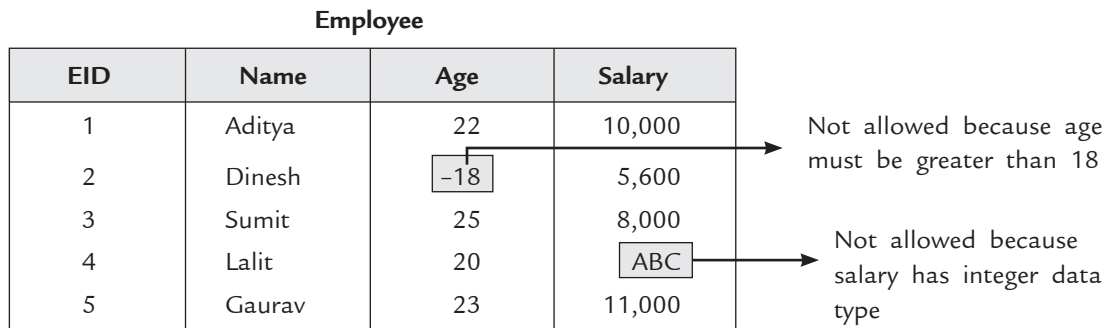 Employee
EID Name Age Salary
1 Aditya 22 10,000
2 Dinesh –18 5,600
3 Sumit 25 8,000
4 Lalit 20 ABC
5 Gaurav 23 11,000
Not allowed because age
must be greater than 18
Not allowed because
salary has integer data
type